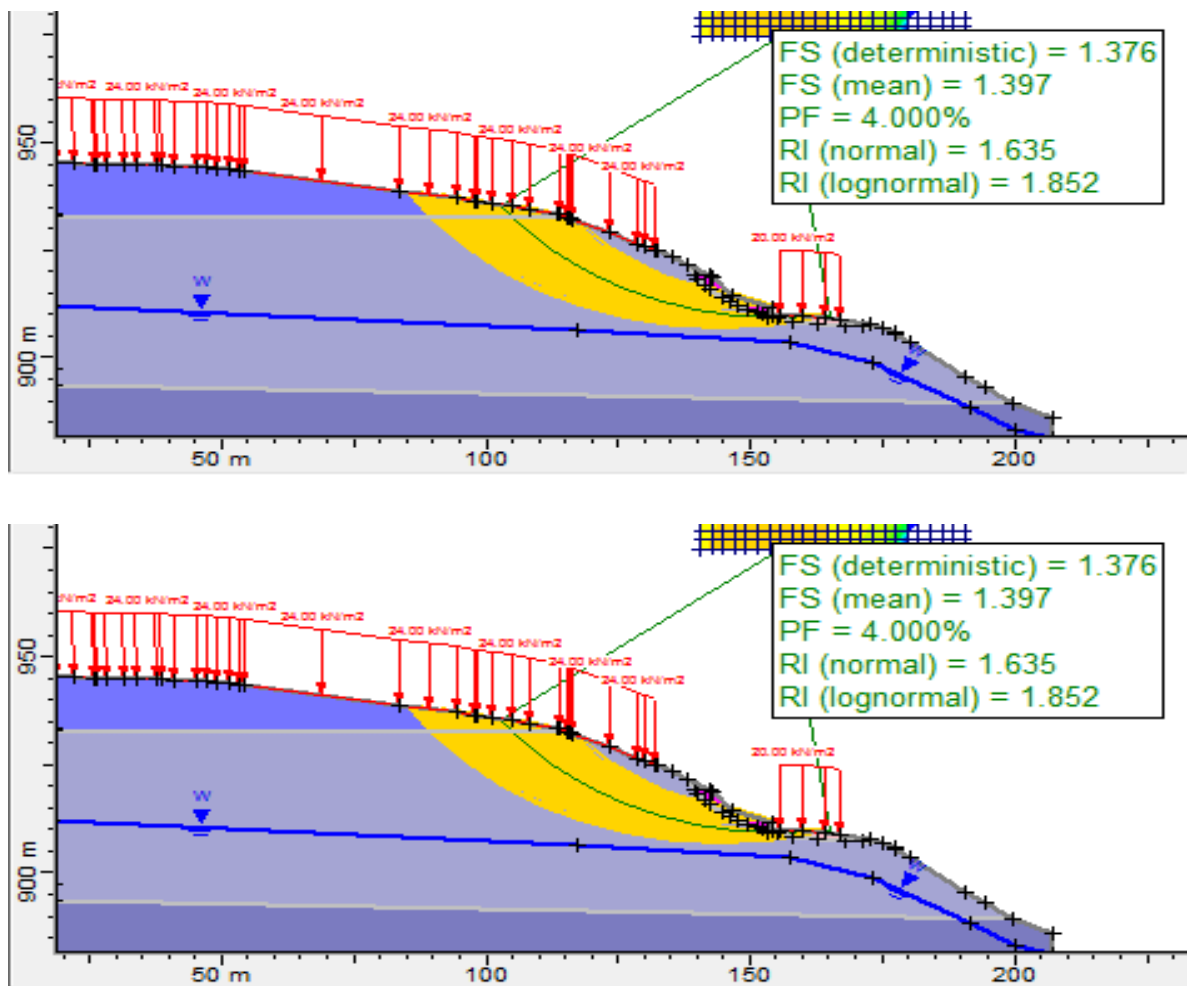 FS (deterministic) = 1.376
FS (mean) = 1.397
PF = 4.000%
RI (normal) = 1.635
RI (lognormal) = 1.852
kN/m2 24.00 kN/m2 24.00 kN/m2
24.00 kN/m2
24.00 kN/m2
24.00 kN/m2
24.00 kN/m2
24.00 kN/m2
20.00 kN/m2
950
W
900 m
50 m 100 150 200
FS (deterministic) = 1.376
FS (mean) = 1.397
PF = 4.000%
RI (normal) = 1.635
RI (lognormal) = 1.852
kN/m2 24.00 kN/m2 24.00 kN/m2
24.00 kN/m2
24.00 kN/m2
24.00 kN/m2
24.00 kN/m2
24.00 kN/m2
20.00 kN/m2
950
W
900 m
50 m 100 150 200